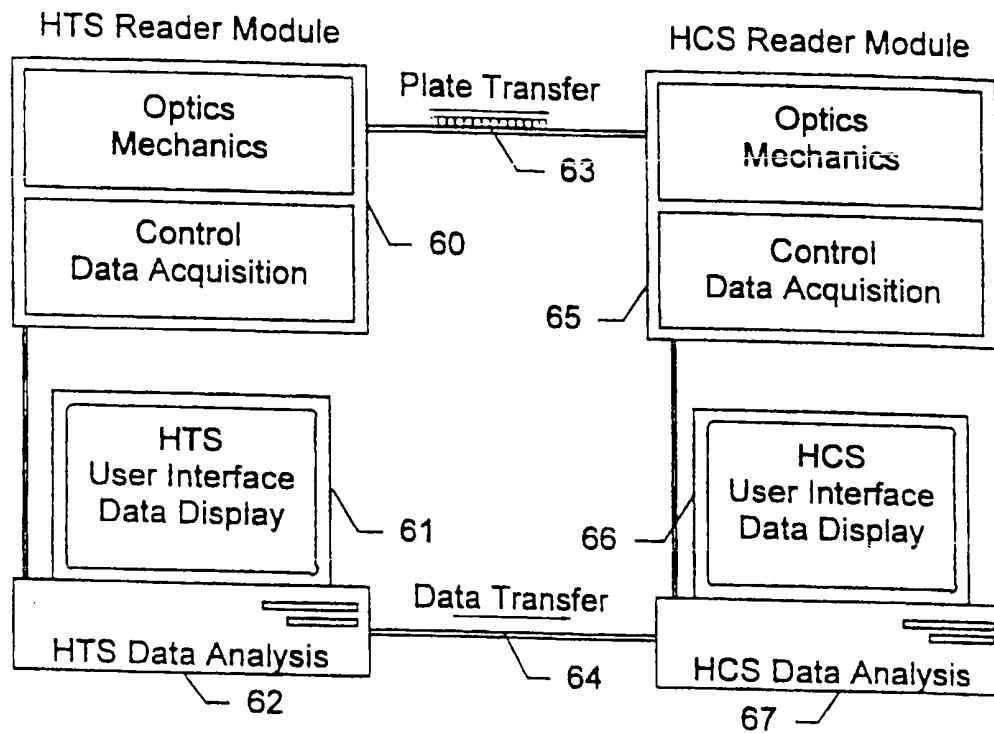 HTS Reader Module
HCS Reader Module
Optics
Mechanics
Plate Transfer
63
Optics
Mechanics
Control
Data Acquisition
60
Control
Data Acquisition
65
HTS
User Interface
Data Display
61
HCS
User Interface
Data Display
66
Data Transfer
64
HTS Data Analysis
62
HCS Data Analysis
67